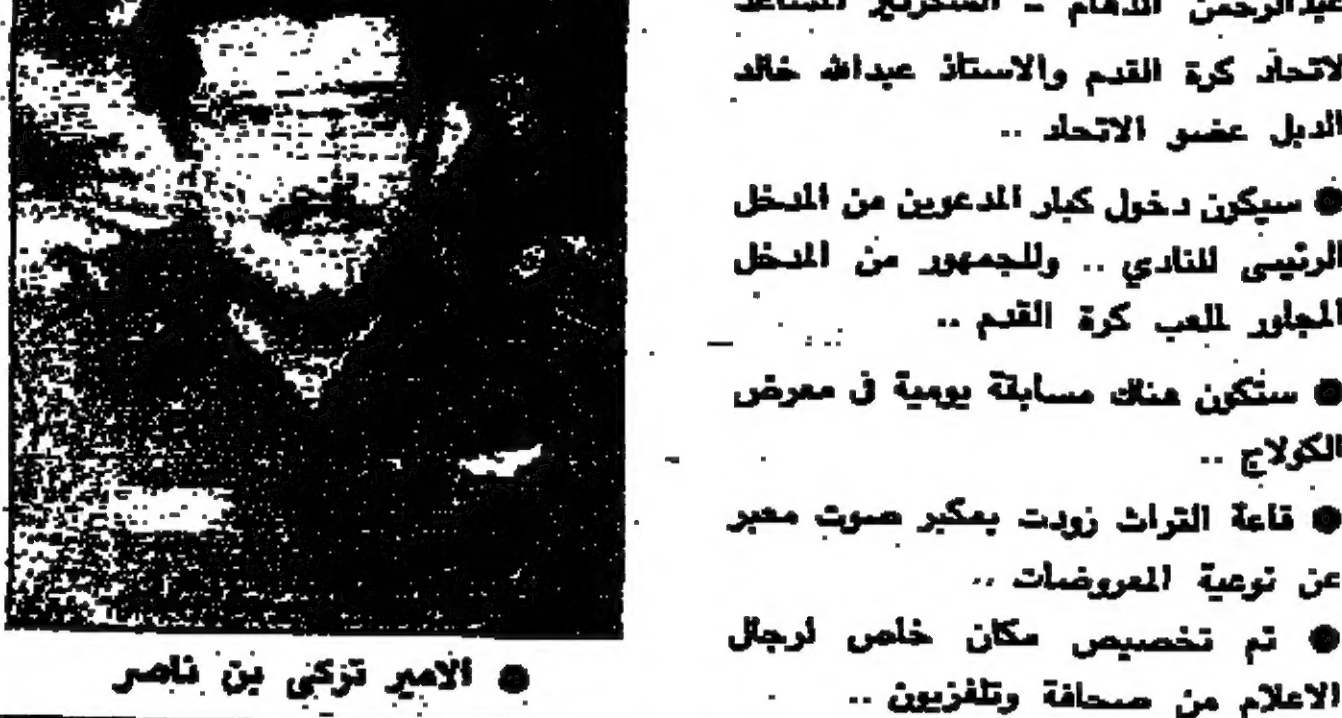 عبدالرحمن الدهام - السكرتير المساعد
لاتحاد كرة القدم والاستاذ عبدالله خالد
الدبل عضو الاتحاد ..
● سيكون دخول كبار المدعوين من المدخل
الرئيسى للنادي .. وللجمهور من المدخل
المجاور لملعب كرة القدم ..
● ستكون هناك مسابقة يومية في معرض
الكولاج ..
● قاعة التراث زودت بمكبر صوت معبر
عن نوعية المعروضات ..
● تم تخصيص مكان خاص لرجال
الاعلام من صحافة وتلفزيون ..
● الامير تركي بن ناصر